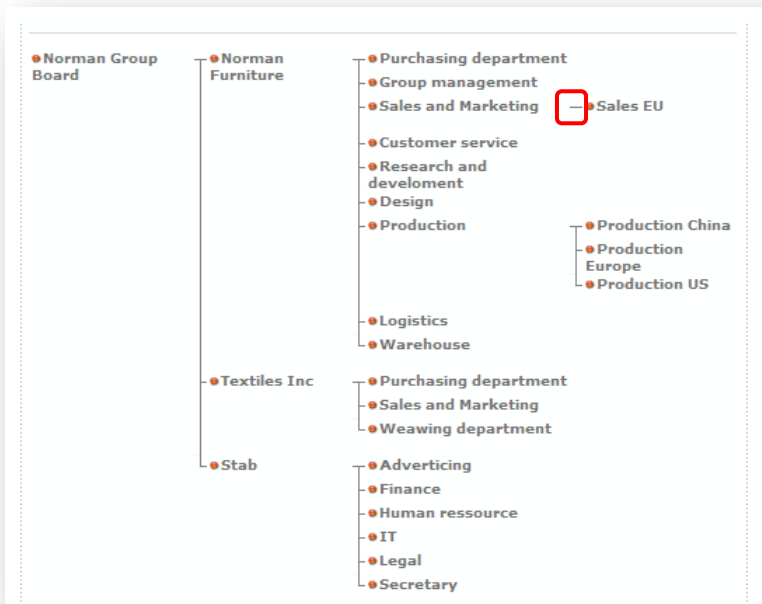 Norman Group
Board
Norman
Furniture
Purchasing department
Group management
Sales and Marketing
Sales EU
Customer service
Research and
develoment
Design
Production
Production China
Production
Europe
Production US
Logistics
Warehouse
Textiles Inc
Purchasing department
Sales and Marketing
Weawing department
Stab
Adverticing
Finance
Human ressource
IT
Legal
Secretary